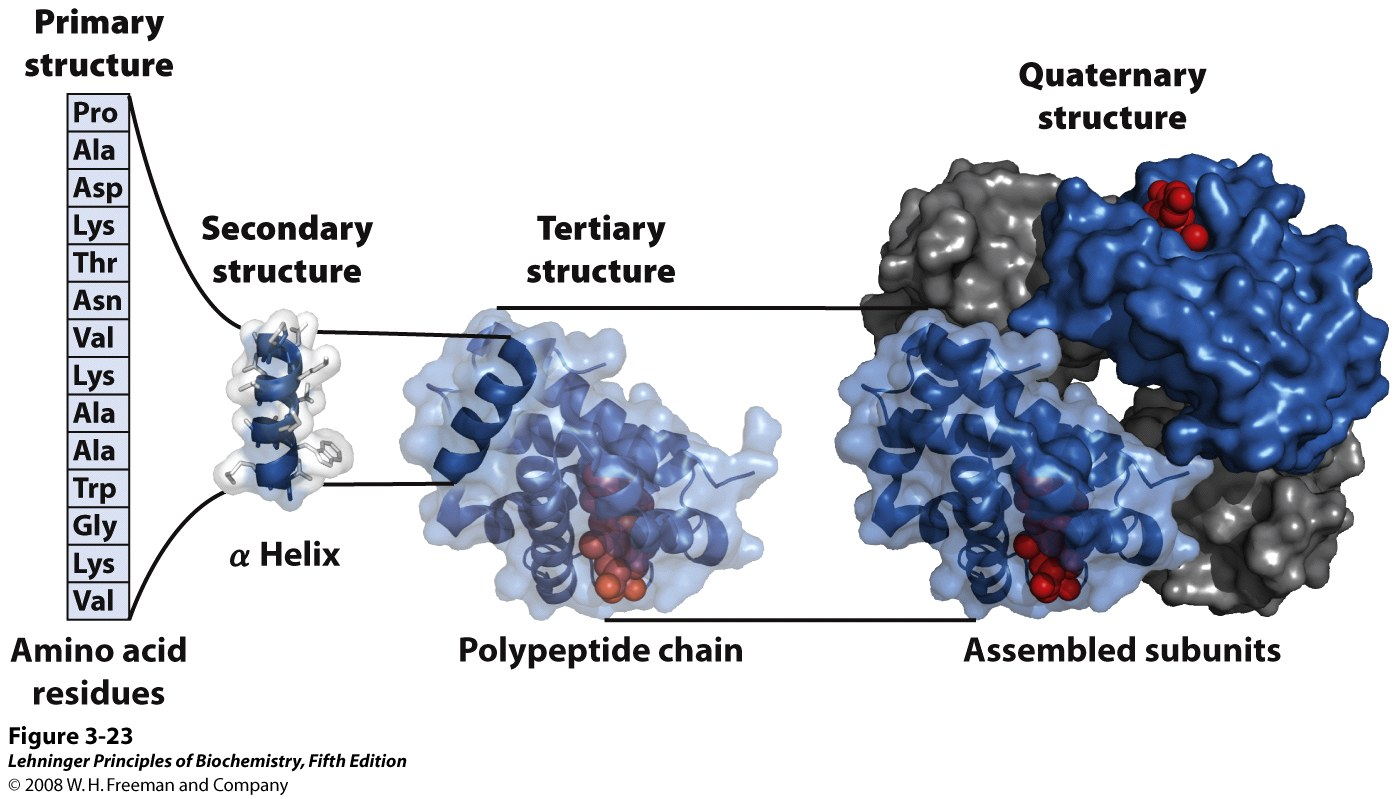 Primary
structure
Pro
Ala
Asp
Lys
Thr
Asn
Val
Lys
Ala
Ala
Trp
Gly
Lys
Val
Amino acid
residues
Secondary
structure
α Helix
Tertiary
structure
Polypeptide chain
Quaternary
structure
Assembled subunits
Figure 3-23
Lehninger Principles of Biochemistry, Fifth Edition
© 2008 W. H. Freeman and Company